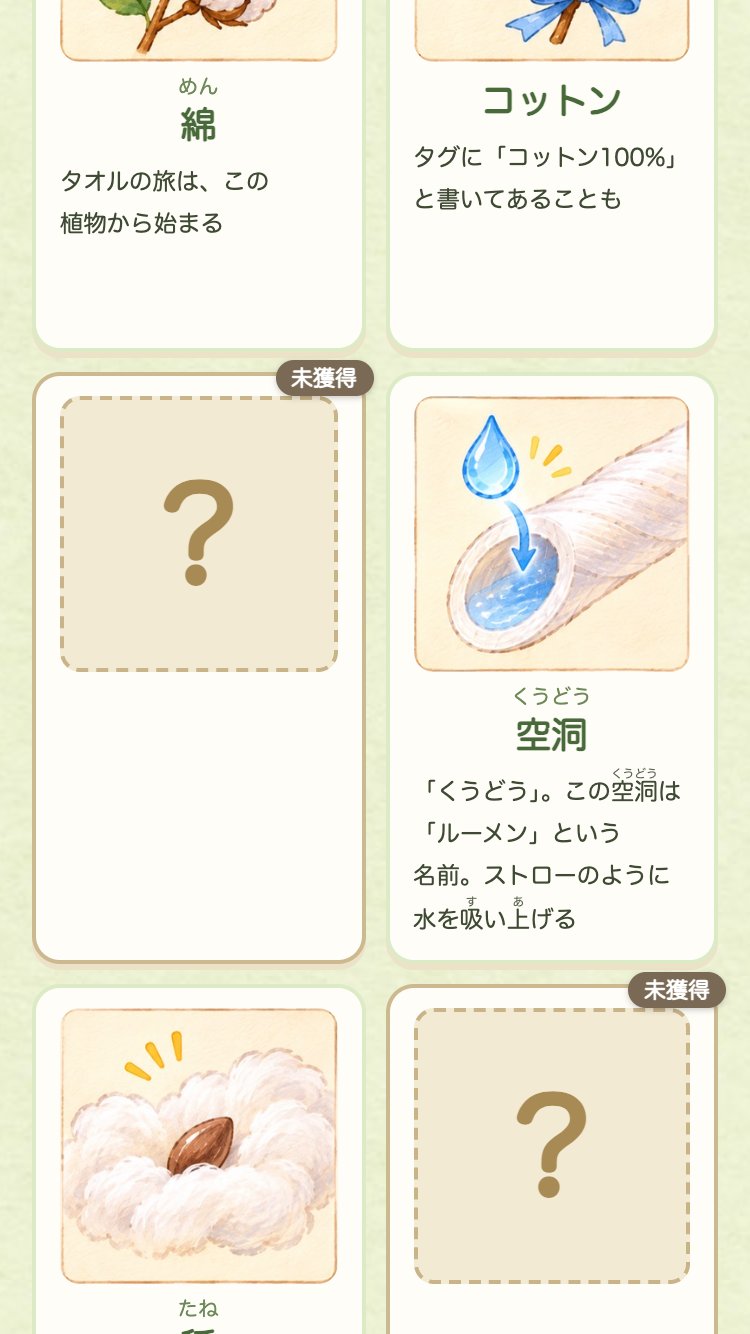 めん
綿
タオルの旅は、この
植物から始まる
コットン
タグに「コットン100%」
と書いてあることも
未獲得
?
くうどう
空洞
「くうどう」。この空洞は
くうどう
「ルーメン」という
名前。ストローのように
す あ
水を吸い上げる
たね
未獲得
?